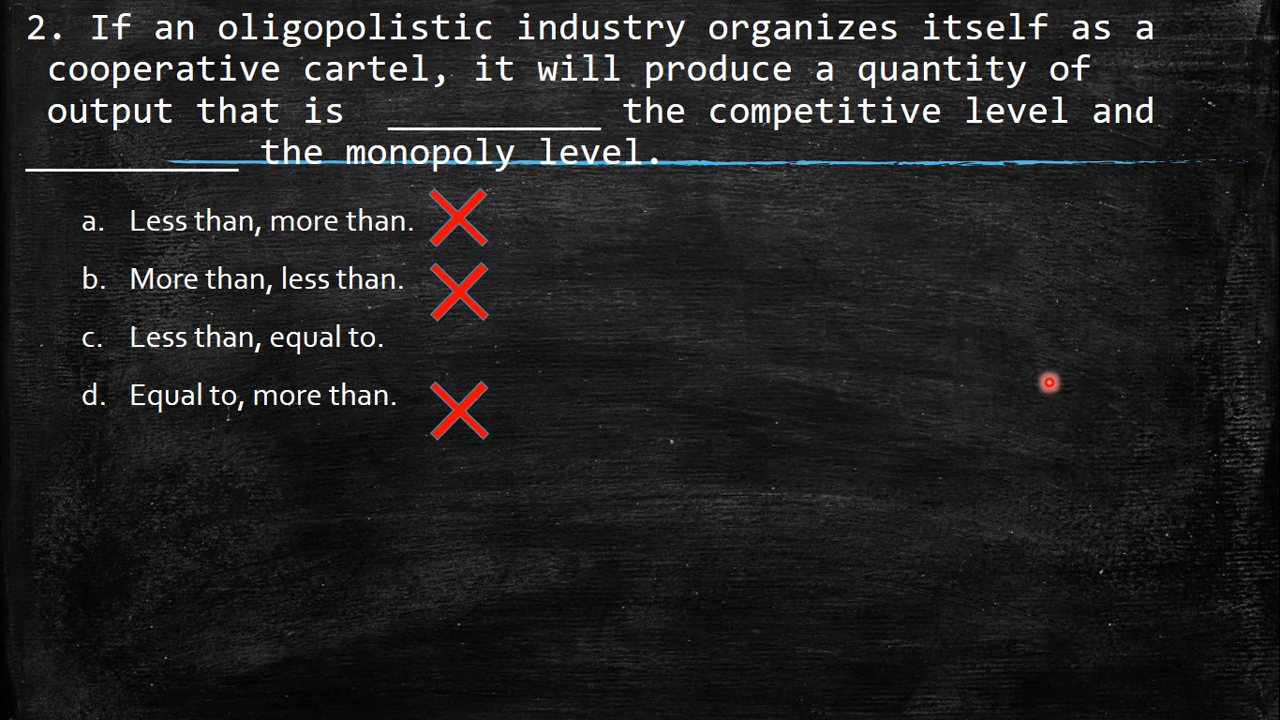 2. If an oligopolistic industry organizes itself as a
cooperative cartel, it will produce a quantity of
output that is __________ the competitive level and
__________ the monopoly level.
a. Less than, more than.
b. More than, less than.
c. Less than, equal to.
d. Equal to, more than.